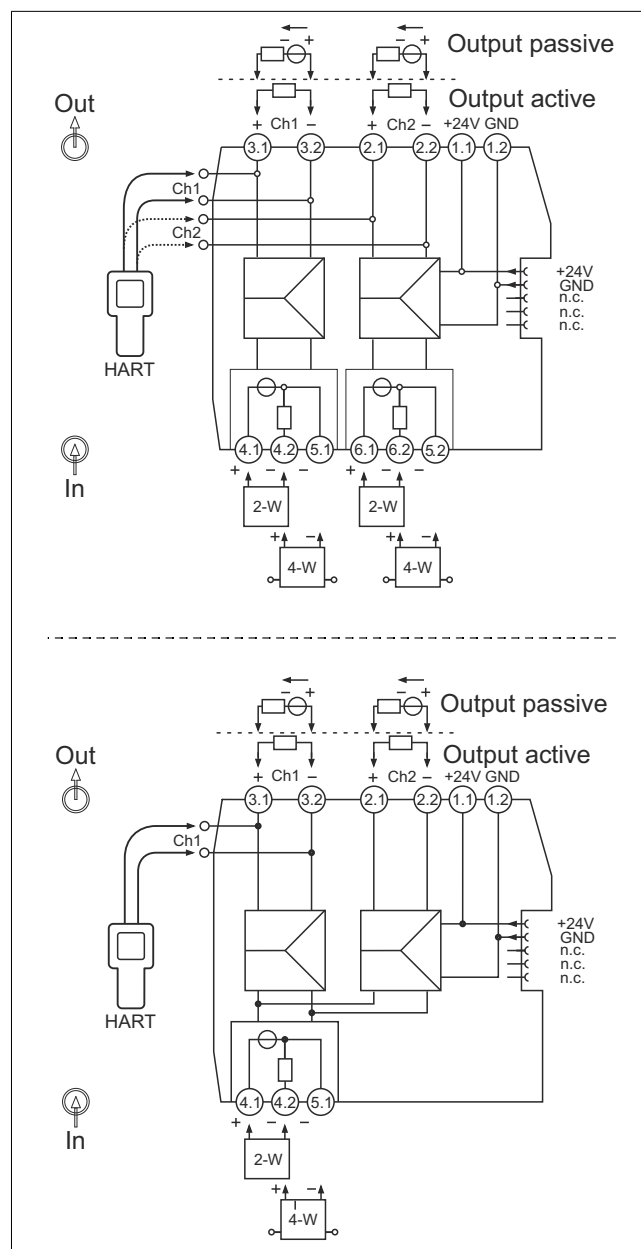 − +
− +
Output passive
Output active
Out
+ Ch1 −
+ Ch2 −
+24V GND
3.1 3.2 2.1 2.2 1.1 1.2
Ch1
Ch2
+24V
GND
n.c.
n.c.
n.c.
HART
4.1 4.2 5.1 6.1 6.2 5.2
+ − − + − −
In
2-W 2-W
+ − + −
4-W 4-W
− +
− +
Output passive
Output active
Out
+ Ch1 −
+ Ch2 −
+24V GND
3.1 3.2 2.1 2.2 1.1 1.2
Ch1
+24V
GND
n.c.
n.c.
n.c.
HART
4.1 4.2 5.1
+ − −
In
2-W
+ −
4-W